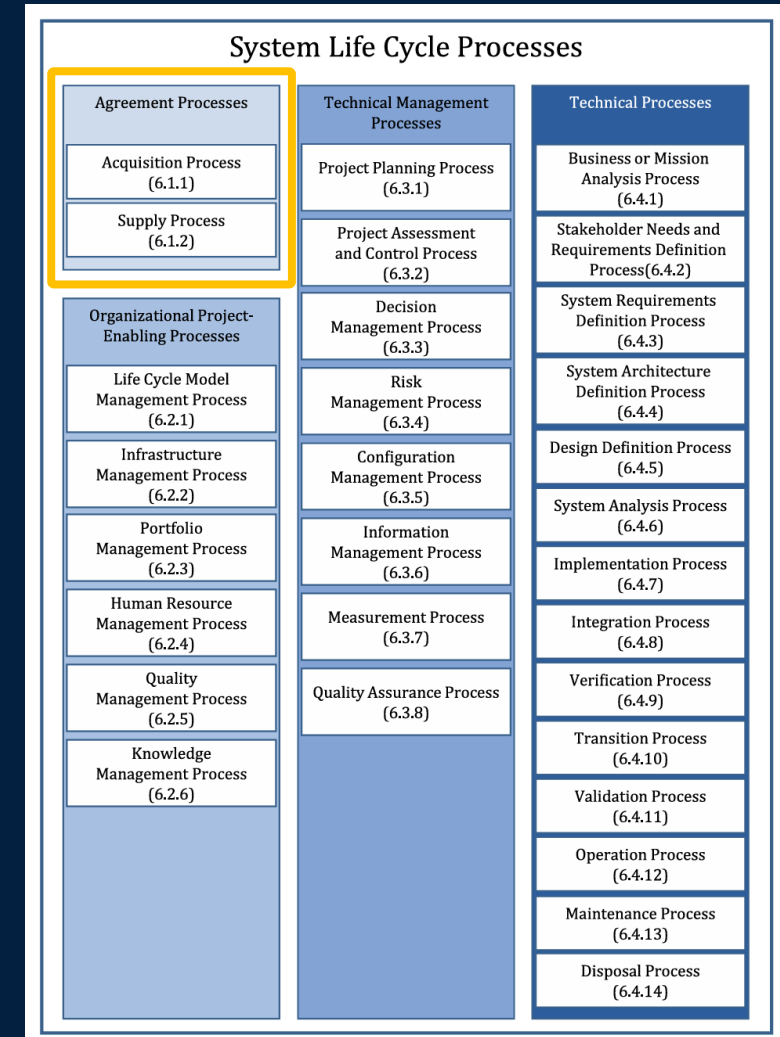 System Life Cycle Processes
Agreement Processes
Acquisition Process
(6.1.1)
Supply Process
(6.1.2)
Organizational Project-
Enabling Processes
Life Cycle Model
Management Process
(6.2.1)
Infrastructure
Management Process
(6.2.2)
Portfolio
Management Process
(6.2.3)
Human Resource
Management Process
(6.2.4)
Quality
Management Process
(6.2.5)
Knowledge
Management Process
(6.2.6)
Technical Management
Processes
Project Planning Process
(6.3.1)
Project Assessment
and Control Process
(6.3.2)
Decision
Management Process
(6.3.3)
Risk
Management Process
(6.3.4)
Configuration
Management Process
(6.3.5)
Information
Management Process
(6.3.6)
Measurement Process
(6.3.7)
Quality Assurance Process
(6.3.8)
Technical Processes
Business or Mission
Analysis Process
(6.4.1)
Stakeholder Needs and
Requirements Definition
Process(6.4.2)
System Requirements
Definition Process
(6.4.3)
System Architecture
Definition Process
(6.4.4)
Design Definition Process
(6.4.5)
System Analysis Process
(6.4.6)
Implementation Process
(6.4.7)
Integration Process
(6.4.8)
Verification Process
(6.4.9)
Transition Process
(6.4.10)
Validation Process
(6.4.11)
Operation Process
(6.4.12)
Maintenance Process
(6.4.13)
Disposal Process
(6.4.14)